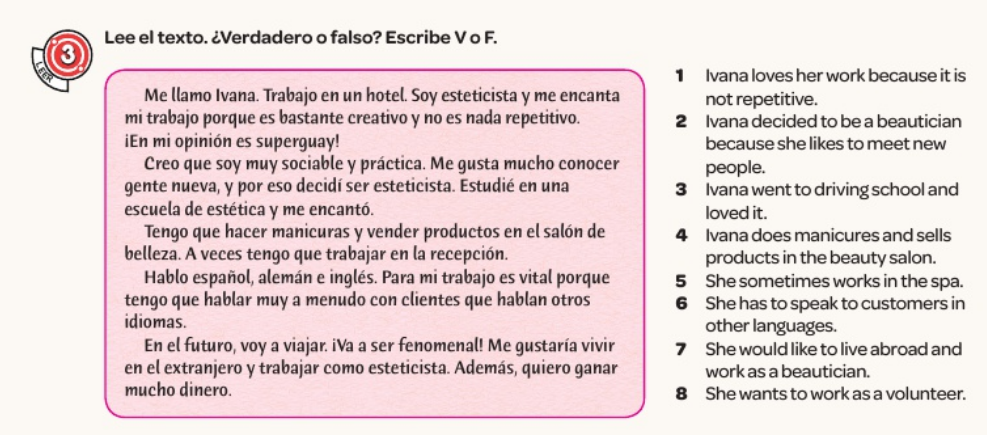 3
LEER
Lee el texto. ¿Verdadero o falso? Escribe V o F.
Me llamo Ivana. Trabajo en un hotel. Soy esteticista y me encanta
mi trabajo porque es bastante creativo y no es nada repetitivo.
¡En mi opinión es superguay!
Creo que soy muy sociable y práctica. Me gusta mucho conocer
gente nueva, y por eso decidí ser esteticista. Estudié en una
escuela de estética y me encantó.
Tengo que hacer manicuras y vender productos en el salón de
belleza. A veces tengo que trabajar en la recepción.
Hablo español, alemán e inglés. Para mi trabajo es vital porque
tengo que hablar muy a menudo con clientes que hablan otros
idiomas.
En el futuro, voy a viajar. ¡Va a ser fenomenal! Me gustaría vivir
en el extranjero y trabajar como esteticista. Además, quiero ganar
mucho dinero.
1 Ivana loves her work because it is
not repetitive.
2 Ivana decided to be a beautician
because she likes to meet new
people.
3 Ivana went to driving school and
loved it.
4 Ivana does manicures and sells
products in the beauty salon.
5 She sometimes works in the spa.
6 She has to speak to customers in
other languages.
7 She would like to live abroad and
work as a beautician.
8 She wants to work as a volunteer.